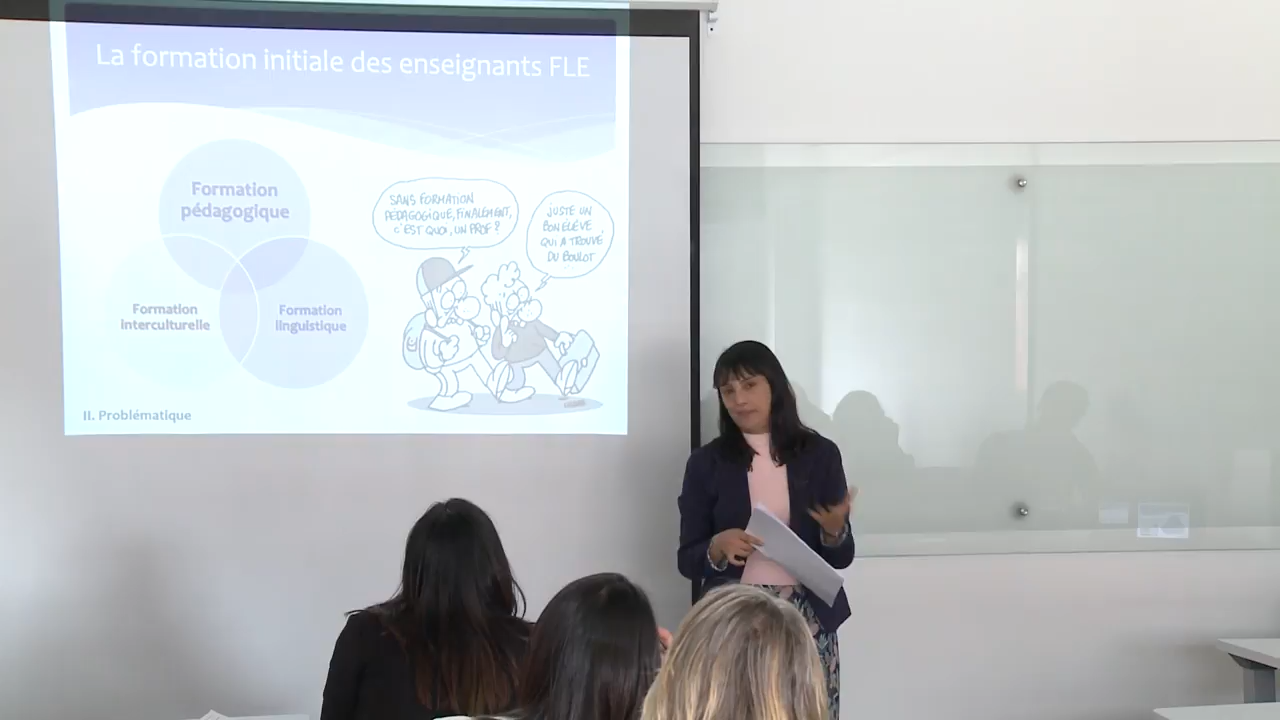 La formation initiale des enseignants FLE
Formation
pédagogique
Formation
interculturelle
Formation
linguistique
SANS FORMATION
PÉDAGOGIQUE, FINALEMENT,
C'EST QUOI, UN PROF ?
JUSTE UN
BON ÉLÈVE
QUI A TROUVÉ
DU BOULOT
II. Problématique